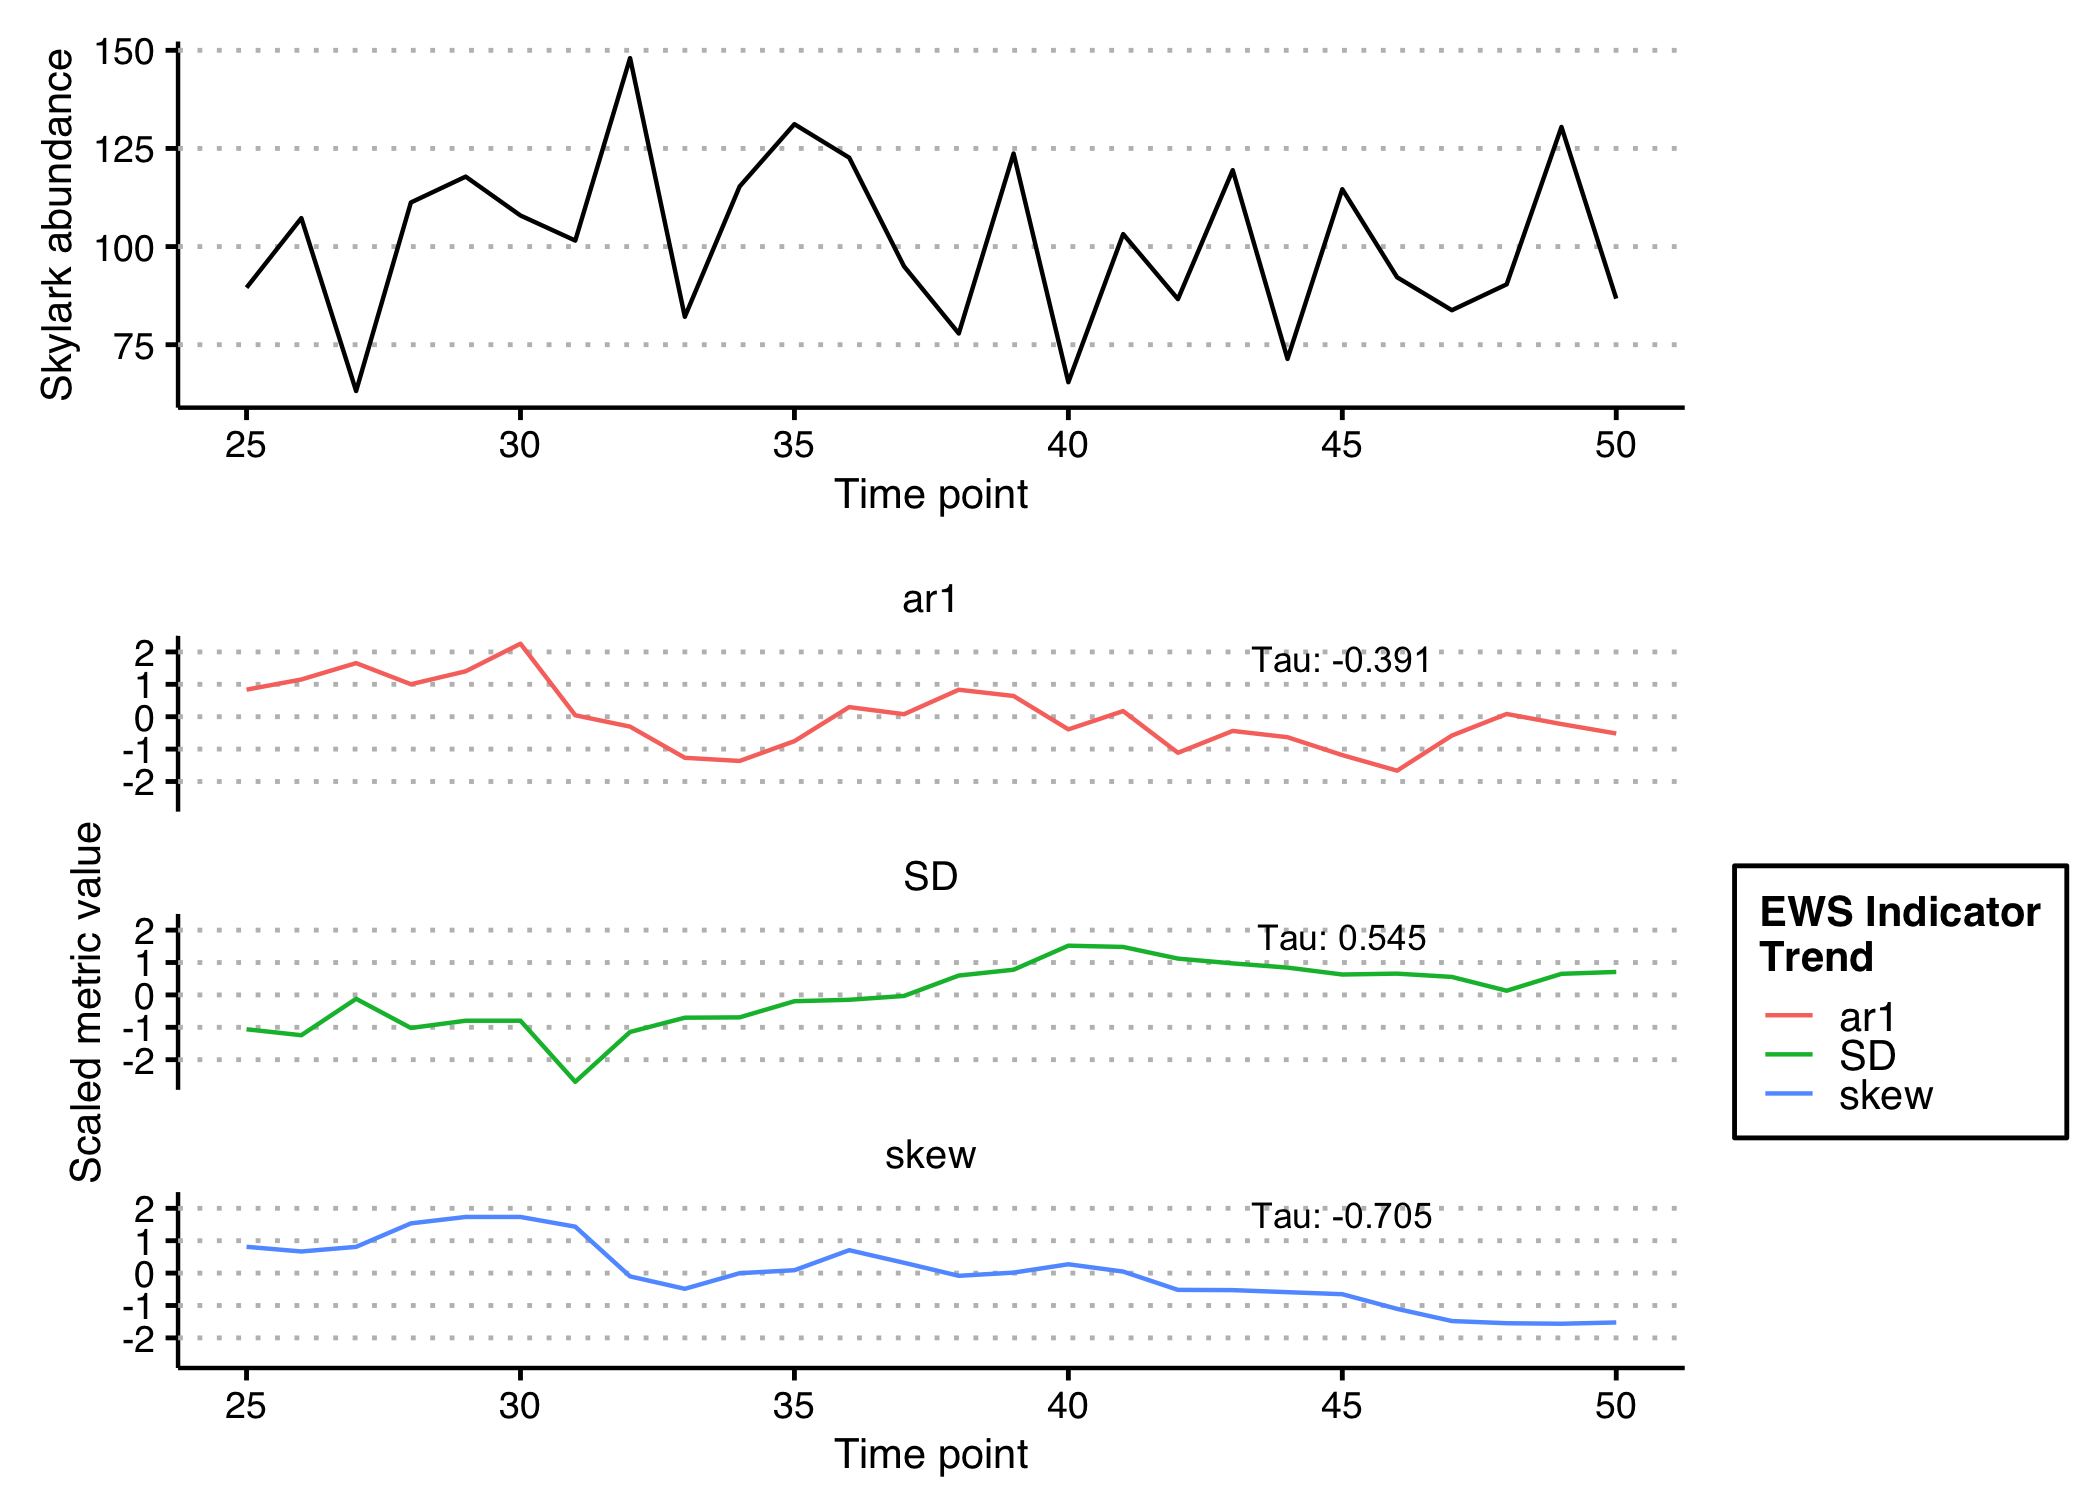 Skylark abundance
150
125
100
75
25 30 35 40 45 50
Time point
Scaled metric value
ar1
2
1
0
-1
-2
Tau: -0.391
SD
2
1
0
-1
-2
Tau: 0.545
skew
2
1
0
-1
-2
Tau: -0.705
25 30 35 40 45 50
Time point
EWS Indicator
Trend
ar1
SD
skew